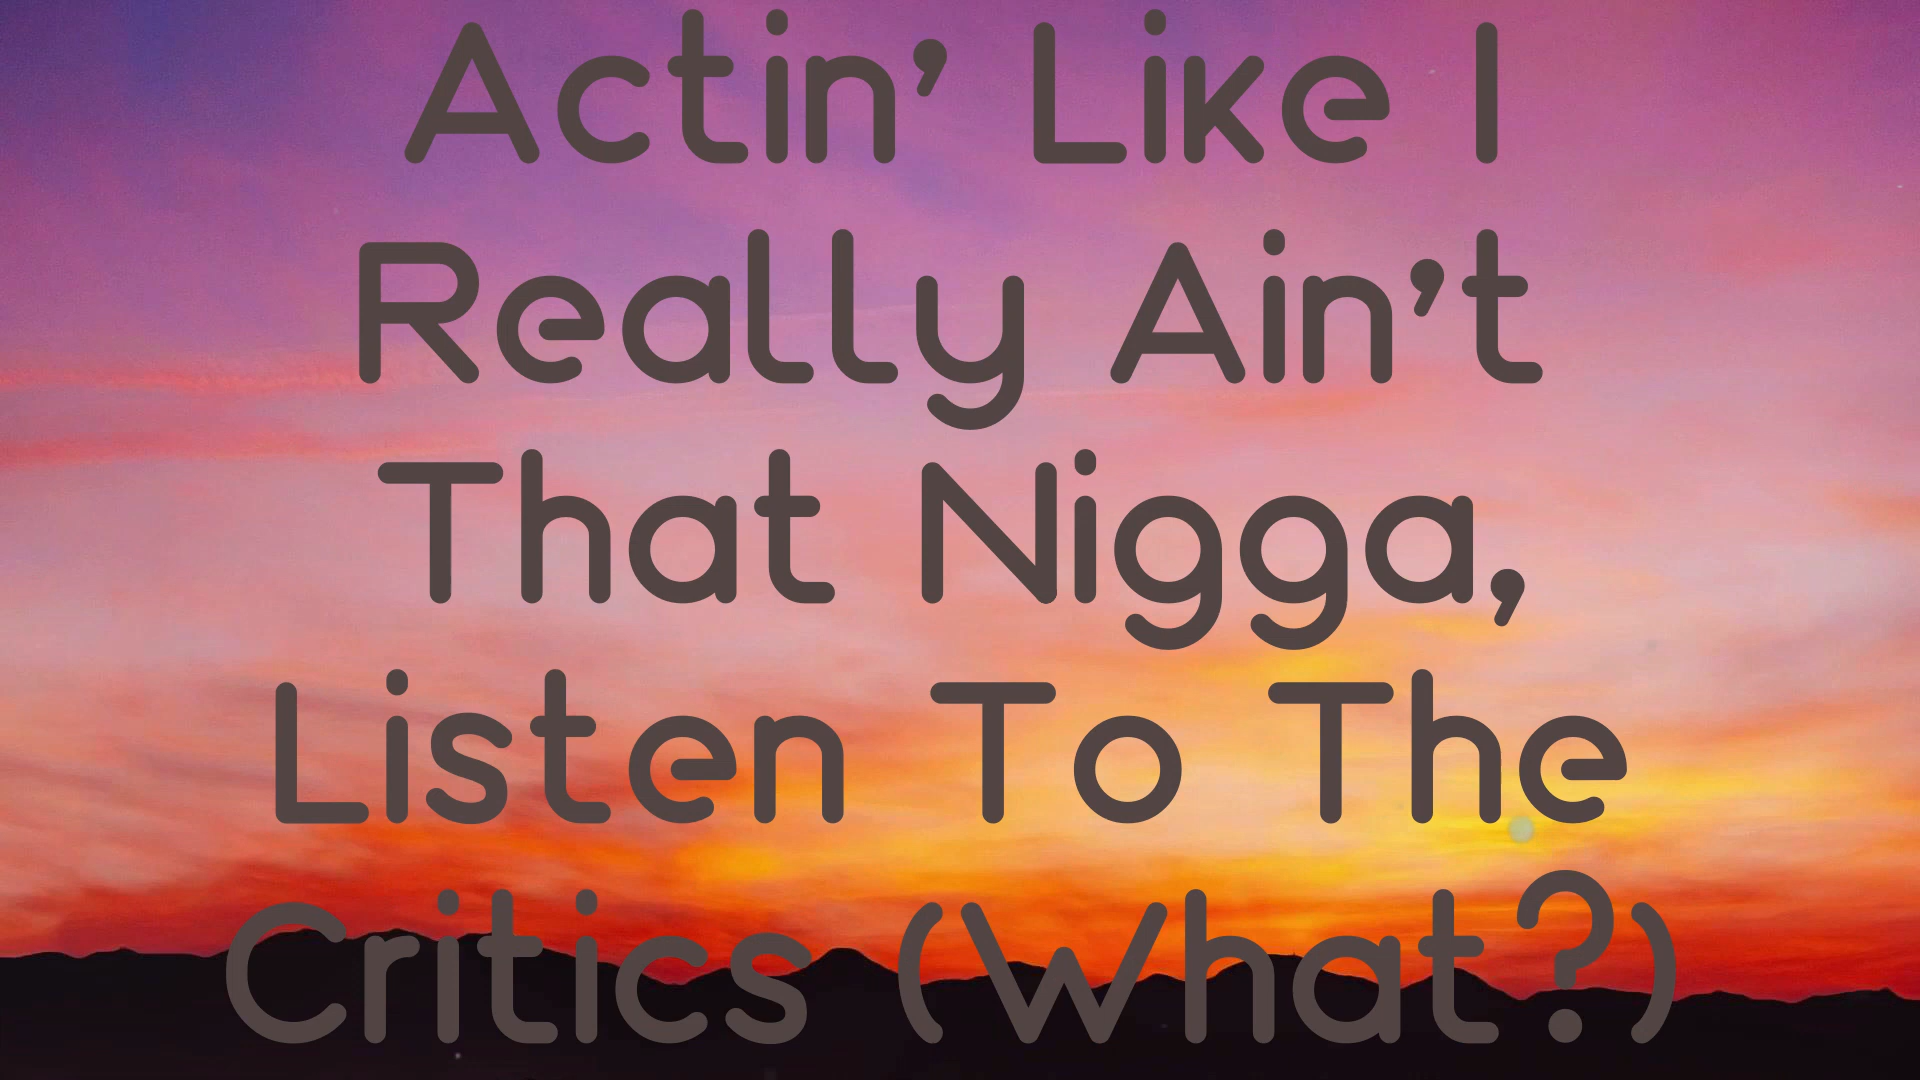 Actin' Like I
Really Ain't
That Nigga,
Listen To The
Critics (What?)